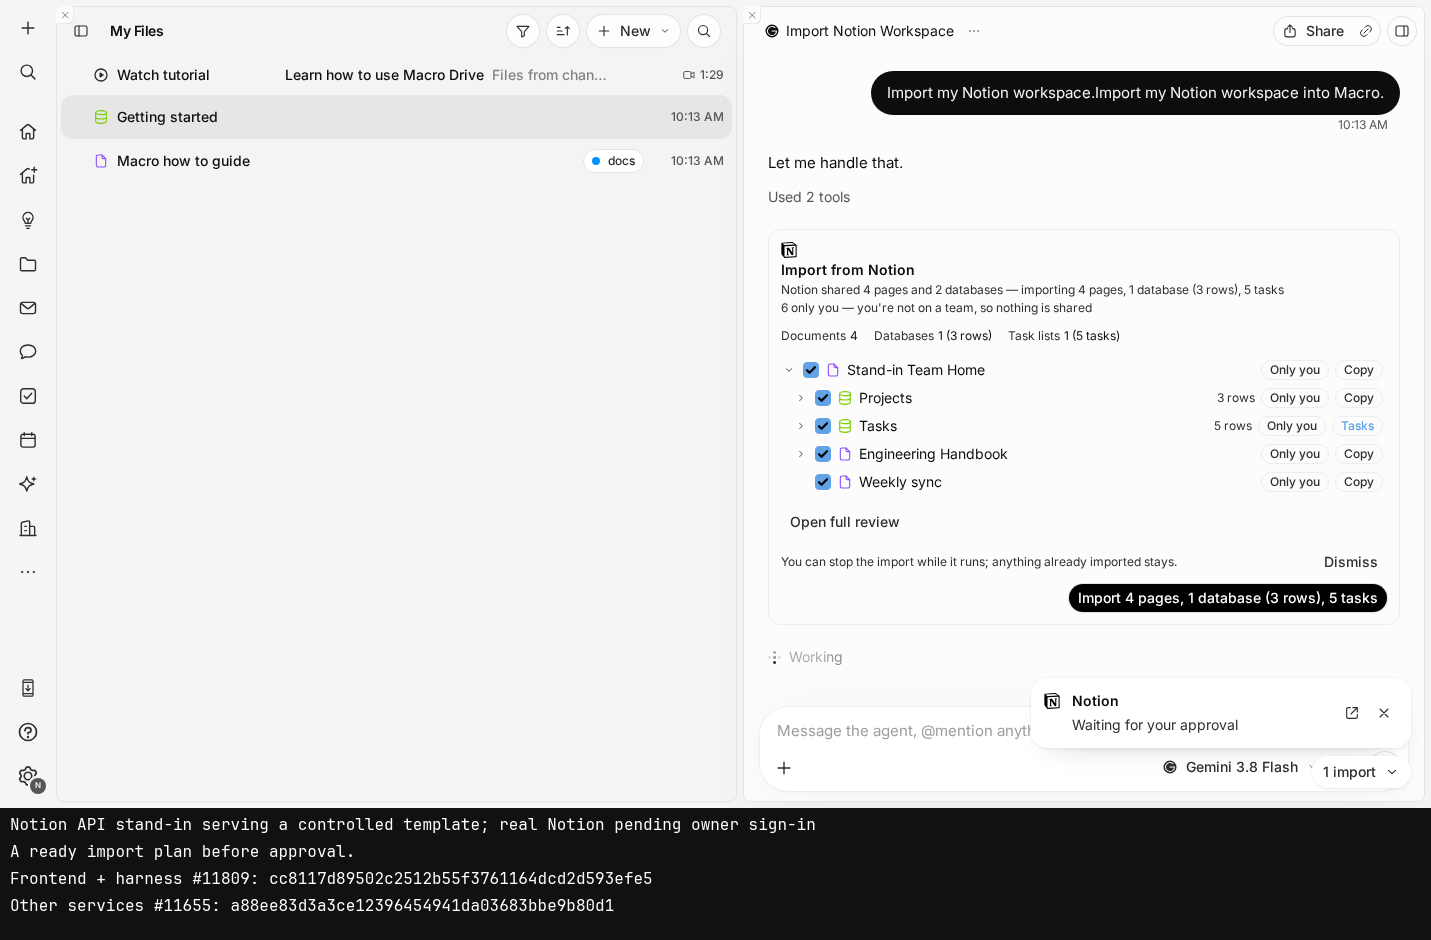 My Files
New
Watch tutorial Learn how to use Macro Drive Files from chan... 1:29
Getting started 10:13 AM
Macro how to guide docs 10:13 AM
N
Import Notion Workspace
Share
Import my Notion workspace.Import my Notion workspace into Macro.
10:13 AM
Let me handle that.
Used 2 tools
Import from Notion
Notion shared 4 pages and 2 databases — importing 4 pages, 1 database (3 rows), 5 tasks
6 only you — you're not on a team, so nothing is shared
Documents 4 Databases 1 (3 rows) Task lists 1 (5 tasks)
Stand-in Team Home Only you Copy
Projects 3 rows Only you Copy
Tasks 5 rows Only you Tasks
Engineering Handbook Only you Copy
Weekly sync Only you Copy
Open full review
You can stop the import while it runs; anything already imported stays. Dismiss
Import 4 pages, 1 database (3 rows), 5 tasks
Working
Notion
Waiting for your approval
Message the agent, @mention anyth
Gemini 3.8 Flash
1 import
Notion API stand-in serving a controlled template; real Notion pending owner sign-in
A ready import plan before approval.
Frontend + harness #11809: cc8117d89502c2512b55f3761164dcd2d593efe5
Other services #11655: a88ee83d3a3ce12396454941da03683bbe9b80d1